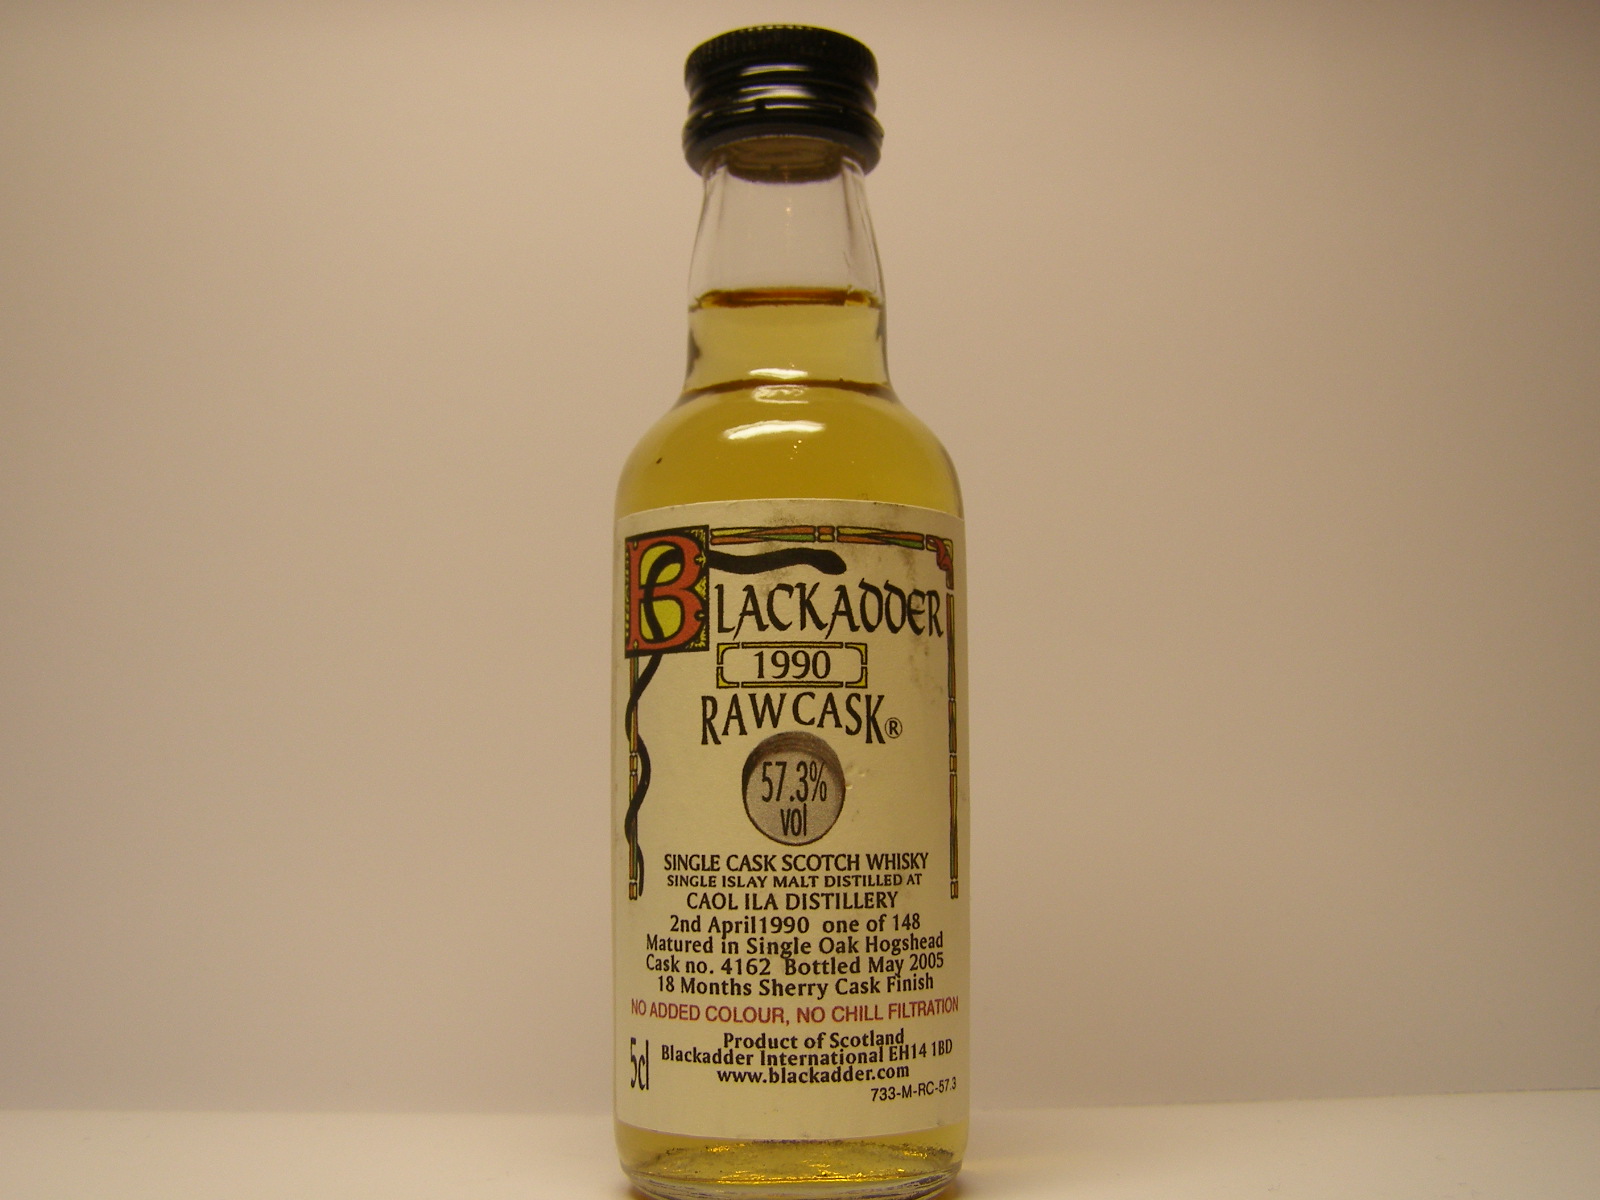 BLACKADDER
1990
RAW CASK®
57.3%
vol
SINGLE CASK SCOTCH WHISKY
SINGLE ISLAY MALT DISTILLED AT
CAOL ILA DISTILLERY
2nd April1990 one of 148
Matured in Single Oak Hogshead
Cask no. 4162 Bottled May 2005
18 Months Sherry Cask Finish
NO ADDED COLOUR, NO CHILL FILTRATION
Product of Scotland
5cl Blackadder International EH14 1BD
www.blackadder.com
733-M-RC-57.3